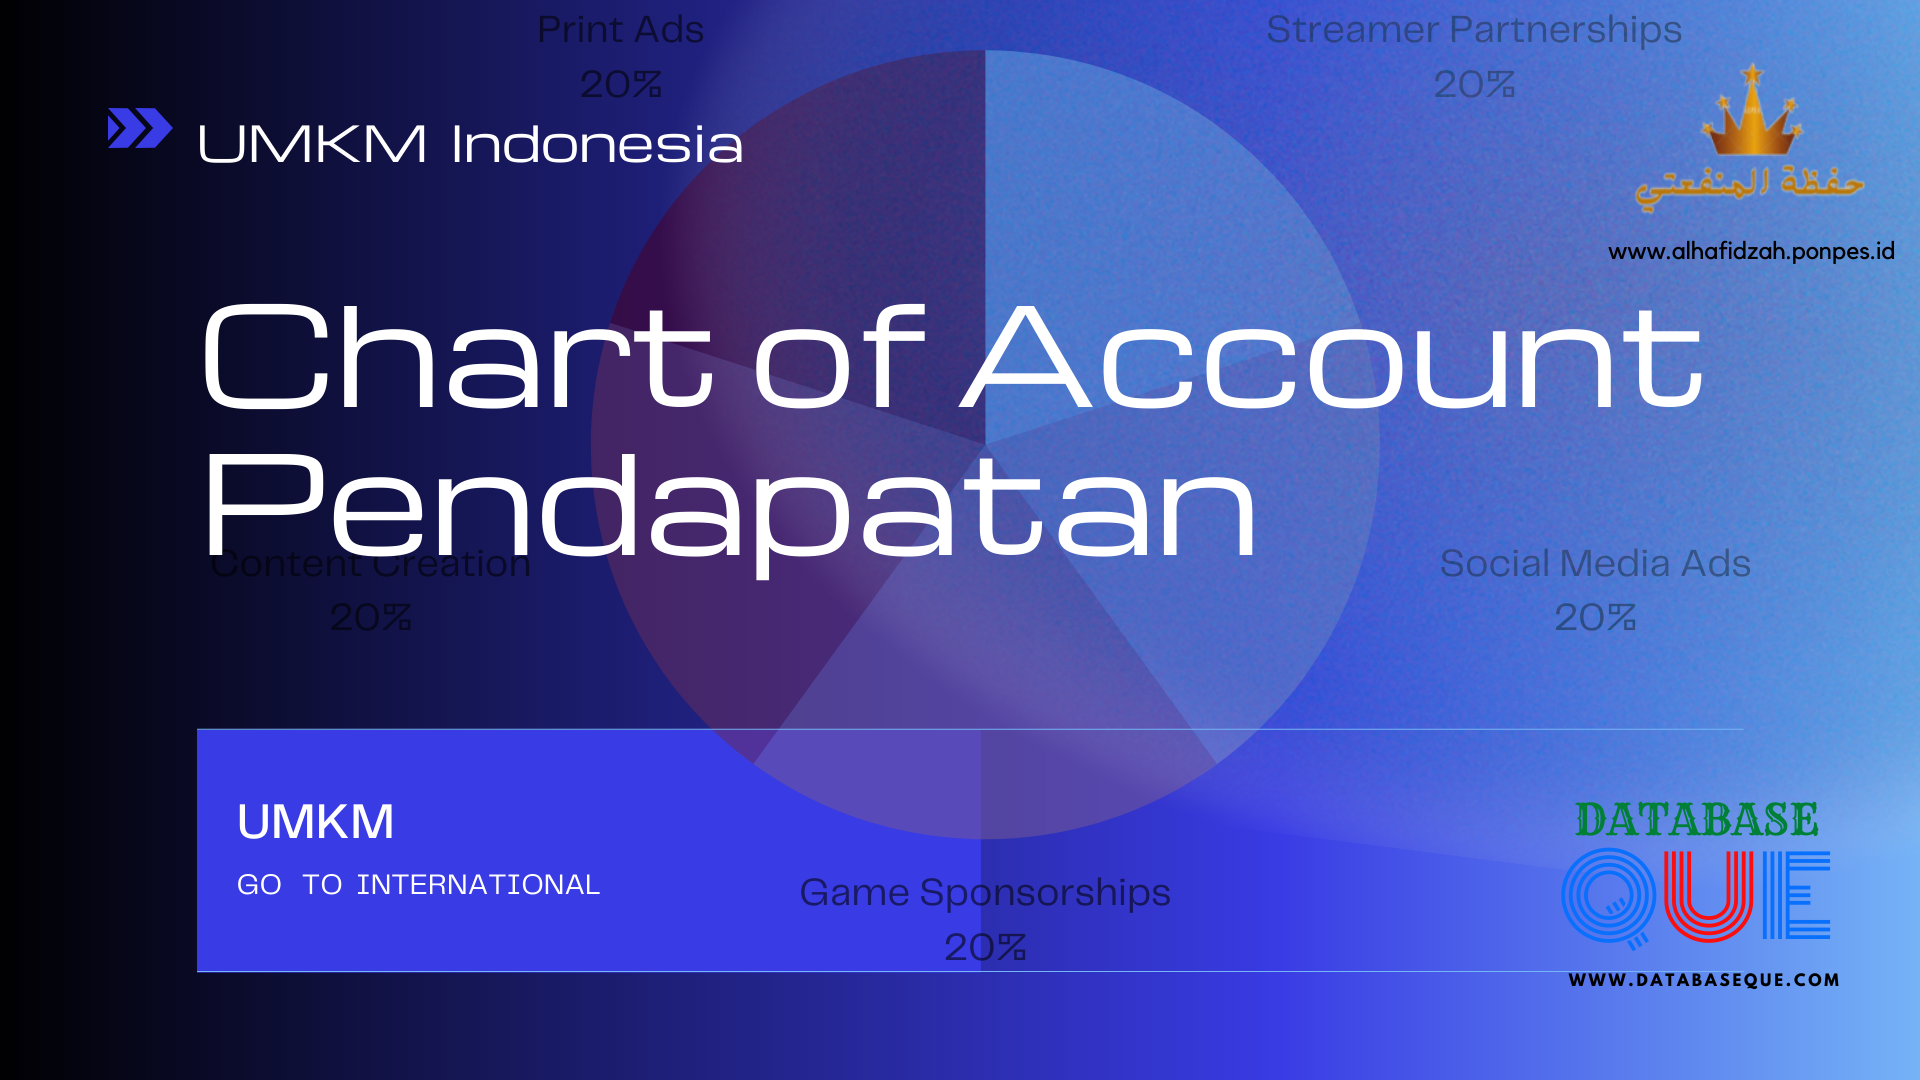 Print Ads
20%
Streamer Partnerships
20%
UMKM Indonesia
حفظة المنفعتي
www.alhafidzah.ponpes.id
Chart of Account
Pendapatan
Content Creation
20%
Social Media Ads
20%
UMKM
GO TO INTERNATIONAL
Game Sponsorships
20%
DATABASE
QUE
WWW.DATABASEQUE.COM